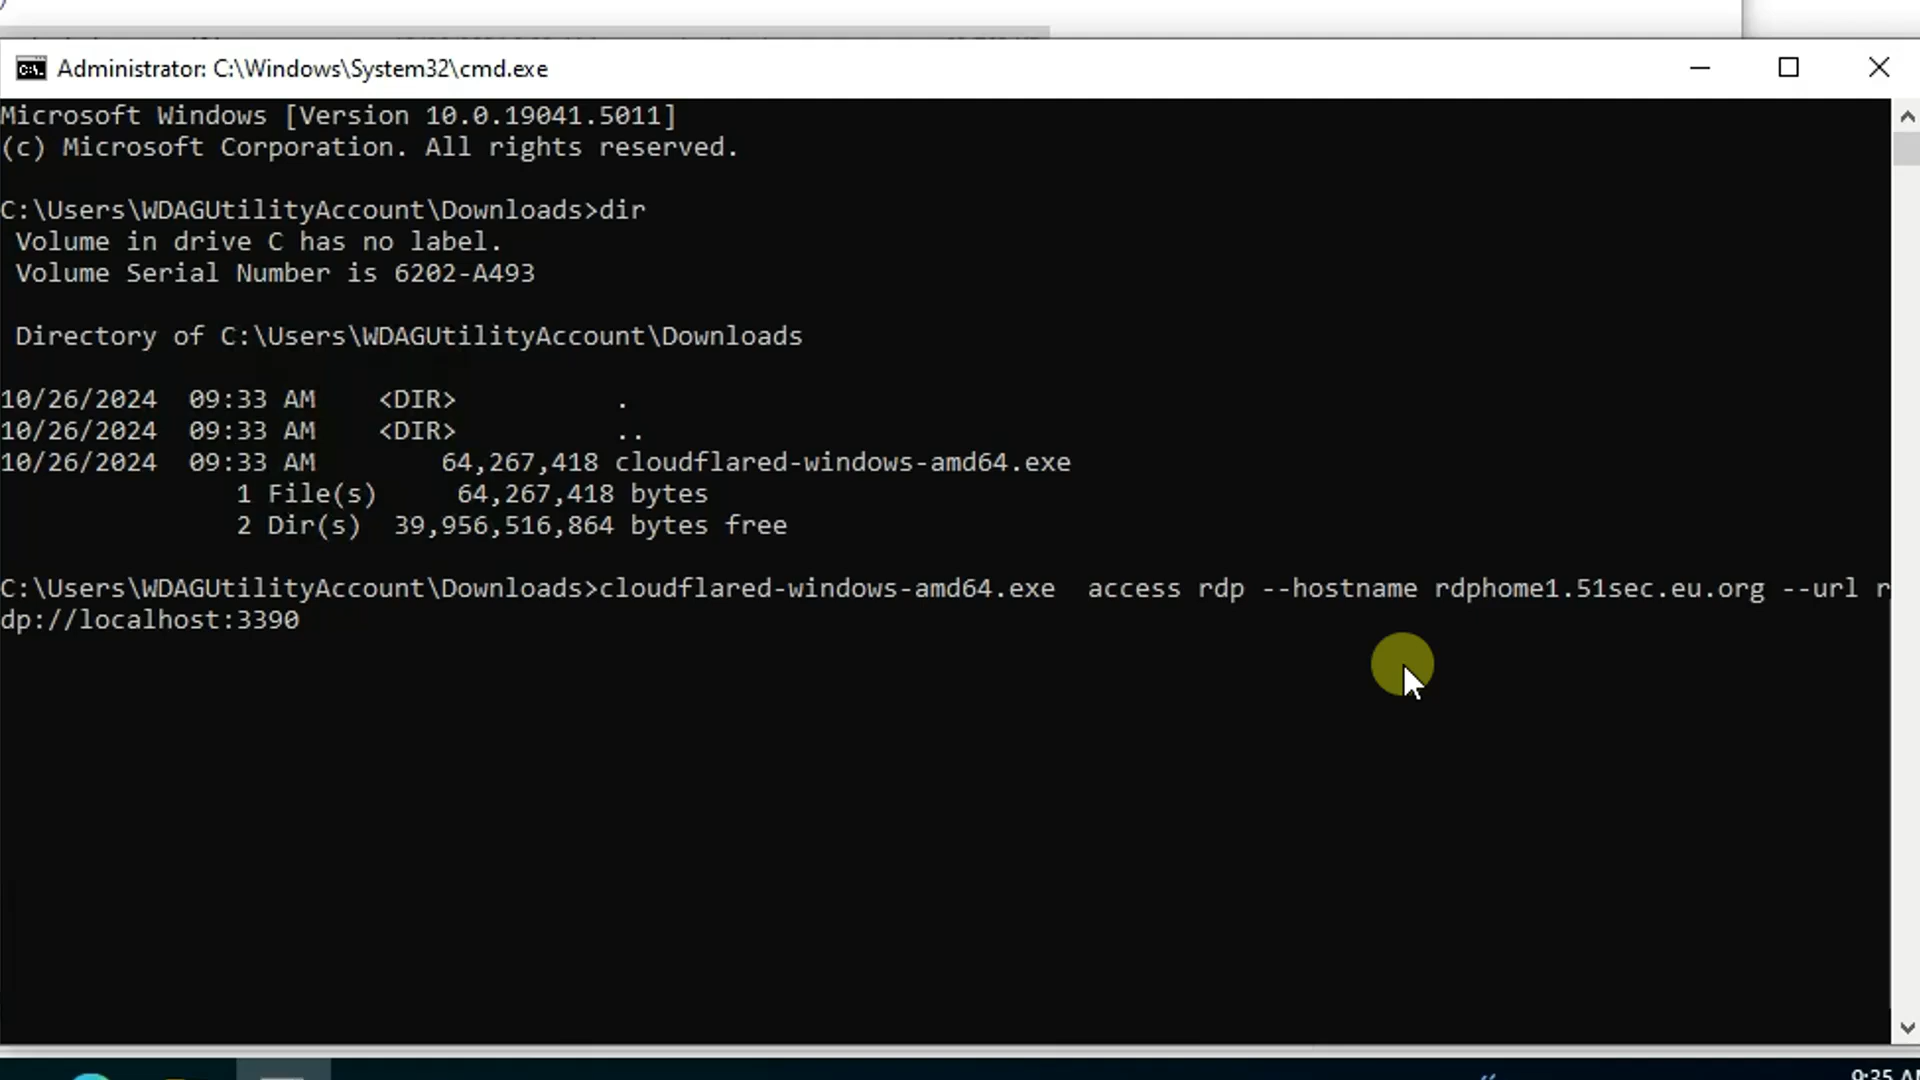 Administrator: C:\Windows\System32\cmd.exe
Microsoft Windows [Version 10.0.19041.5011]
(c) Microsoft Corporation. All rights reserved.
C:\Users\WDAGUtilityAccount\Downloads>dir
Volume in drive C has no label.
Volume Serial Number is 6202-A493
Directory of C:\Users\WDAGUtilityAccount\Downloads
10/26/2024  09:33 AM    <DIR>          .
10/26/2024  09:33 AM    <DIR>          ..
10/26/2024  09:33 AM        64,267,418 cloudflared-windows-amd64.exe
1 File(s)     64,267,418 bytes
2 Dir(s)  39,956,516,864 bytes free
C:\Users\WDAGUtilityAccount\Downloads>cloudflared-windows-amd64.exe  access rdp --hostname rdphome1.51sec.eu.org --url r
dp://localhost:3390
9:35 AM